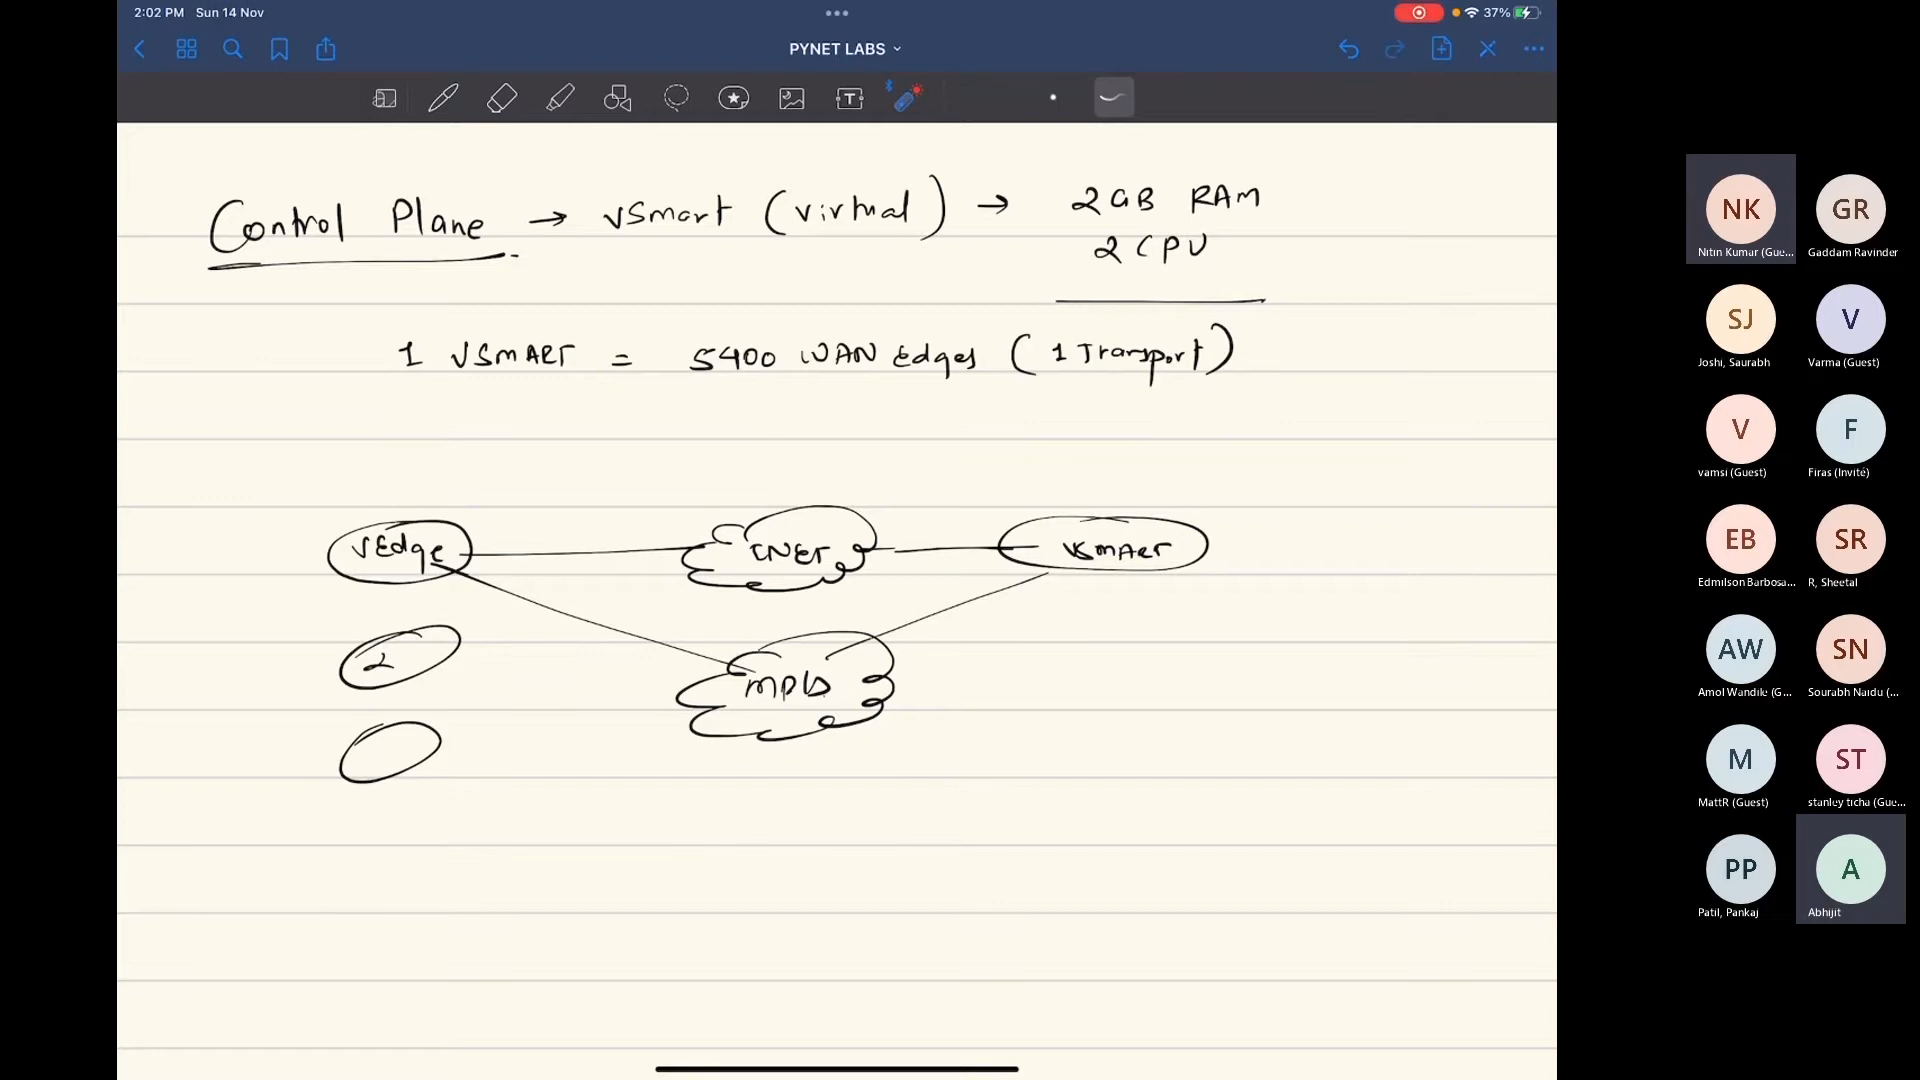 2:02 PM Sun 14 Nov
37%
PYNET LABS
Control Plane → vSmart (virtual) → 2GB RAM
2 CPU
1 VSMART = 5400 WAN Edges (1 Transport)
vEdge
INET
vSMART
2
MPLS
NK
Nitin Kumar (Gue...
GR
Gaddam Ravinder
SJ
Joshi, Saurabh
V
Varma (Guest)
V
vamsi (Guest)
F
Firas (Invité)
EB
Edmilson Barbosa...
SR
R, Sheetal
AW
Amol Wandile (G...
SN
Sourabh Naidu (...
M
MattR (Guest)
ST
stanley ticha (Gue...
PP
Patil, Pankaj
A
Abhijit